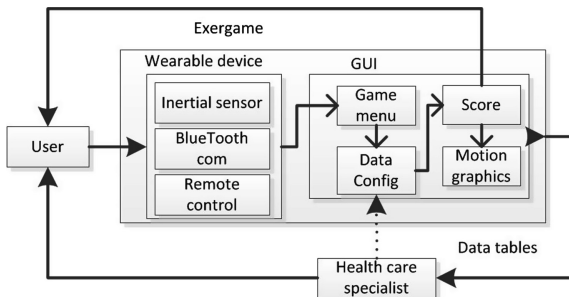 Exergame
Wearable device
GUI
Inertial sensor
BlueTooth
com
Remote
control
User
Game
menu
Data
Config
Score
Motion
graphics
Data tables
Health care
specialist